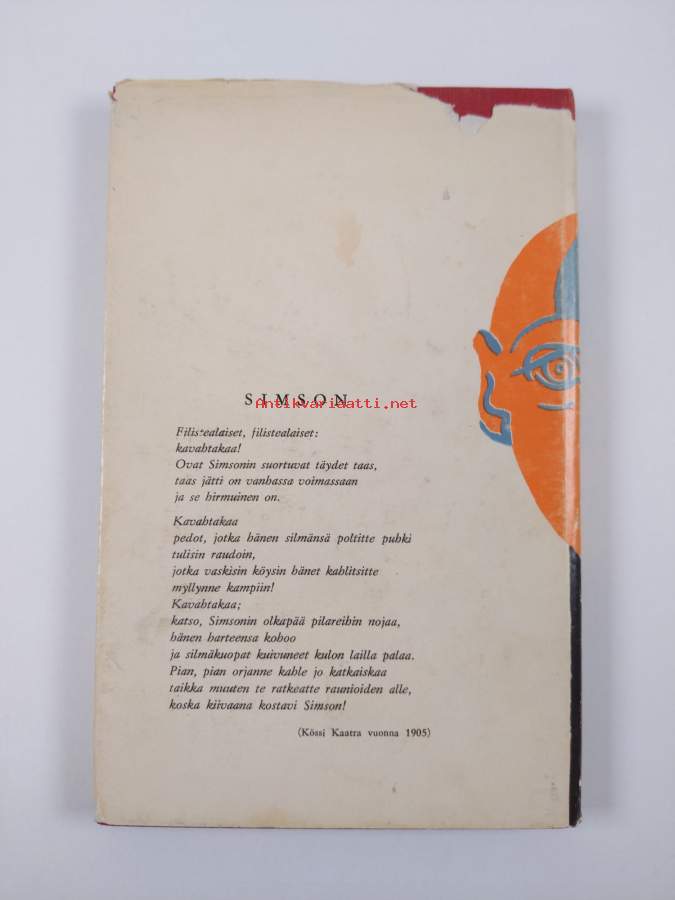 SIMSON
Antikvariaatti.net
Filistealaiset, filistealaiset:
kavahtakaa!
Ovat Simsonin suortuvat täydet taas,
taas jätti on vanhassa voimassaan
ja se hirmuinen on.
Kavahtakaa
pedot, jotka hänen silmänsä poltitte puhki
tulisin raudoin,
jotka vaskisin köysin hänet kahlitsitte
myllynne kampiin!
Kavahtakaa;
katso, Simsonin olkapää pilareihin nojaa,
hänen harteensa kohoo
ja silmäkuopat kuivuneet kulon lailla palaa.
Pian, pian orjanne kahle jo katkaiskaa
taikka muuten te ratkeatte raunioiden alle,
koska kiivaana kostavi Simson!
(Kössi Kaatra vuonna 1905)